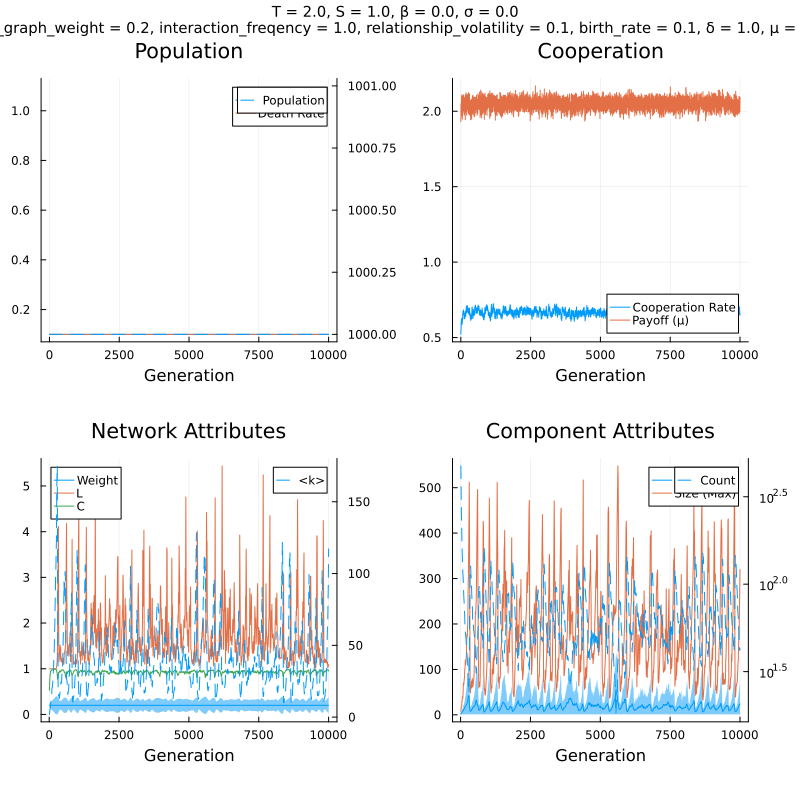 T = 2.0, S = 1.0, β = 0.0, σ = 0.0
_graph_weight = 0.2, interaction_freqency = 1.0, relationship_volatility = 0.1, birth_rate = 0.1, δ = 1.0, μ =
Population
Cooperation
1.0
0.8
0.6
0.4
0.2
1001.00
1000.75
1000.50
1000.25
1000.00
Population
Death Rate
0 2500 5000 7500 10000
Generation
2.0
1.5
1.0
0.5
Cooperation Rate
Payoff (μ)
0 2500 5000 7500 10000
Generation
Network Attributes
Component Attributes
5
4
3
2
1
0
Weight
L
C
<k>
150
100
50
0
0 2500 5000 7500 10000
Generation
500
400
300
200
100
0
Count
Size (Max)
10^2.5
10^2.0
10^1.5
0 2500 5000 7500 10000
Generation